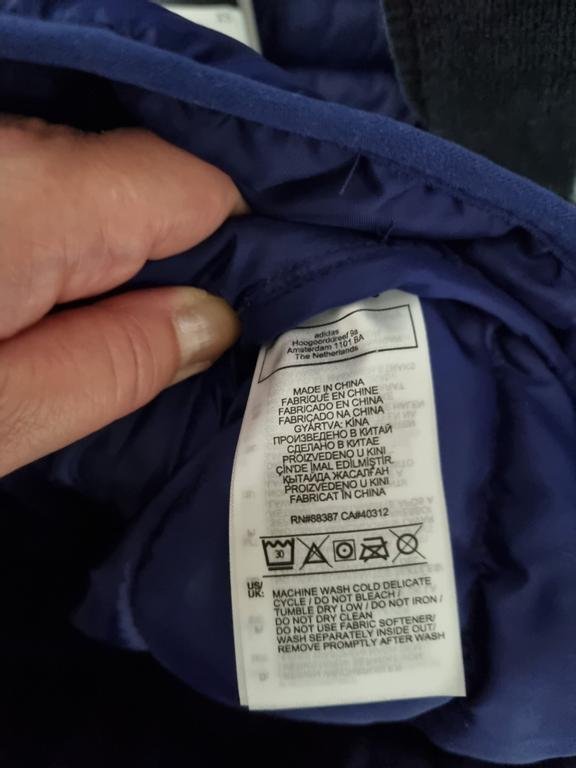 adidas
Hoogoorddreef 9a
Amsterdam 1101 BA
The Netherlands
MADE IN CHINA
FABRIQUÉ EN CHINE
FABRICADO EN CHINA
FABRICADO NA CHINA
GYÁRTVA: KÍNA
ПРОИЗВЕДЕНО В КИТАЙ
СДЕЛАНО В КИТАЕ
PROIZVEDENO U KINI
ÇİN'DE İMAL EDİLMİŞTİR.
ҚЫТАЙДА ЖАСАЛҒАН
PROIZVEDENO U KINI
FABRICAT ÎN CHINA
RN#88387 CA#40312
30
US/
UK: MACHINE WASH COLD DELICATE
CYCLE / DO NOT BLEACH /
TUMBLE DRY LOW / DO NOT IRON /
DO NOT DRY CLEAN
DO NOT USE FABRIC SOFTENER/
WASH SEPARATELY INSIDE OUT/
REMOVE PROMPTLY AFTER WASH